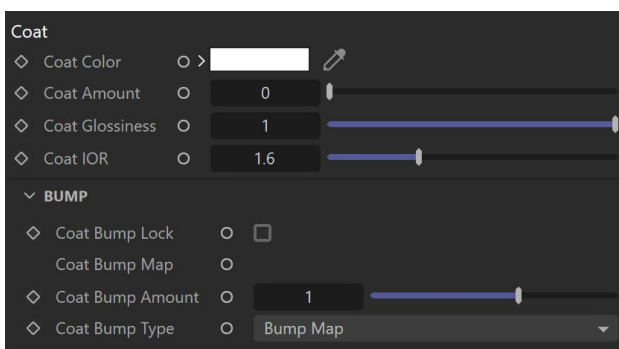 Coat
Coat Color
Coat Amount 0
Coat Glossiness 1
Coat IOR 1.6
BUMP
Coat Bump Lock
Coat Bump Map
Coat Bump Amount 1
Coat Bump Type Bump Map